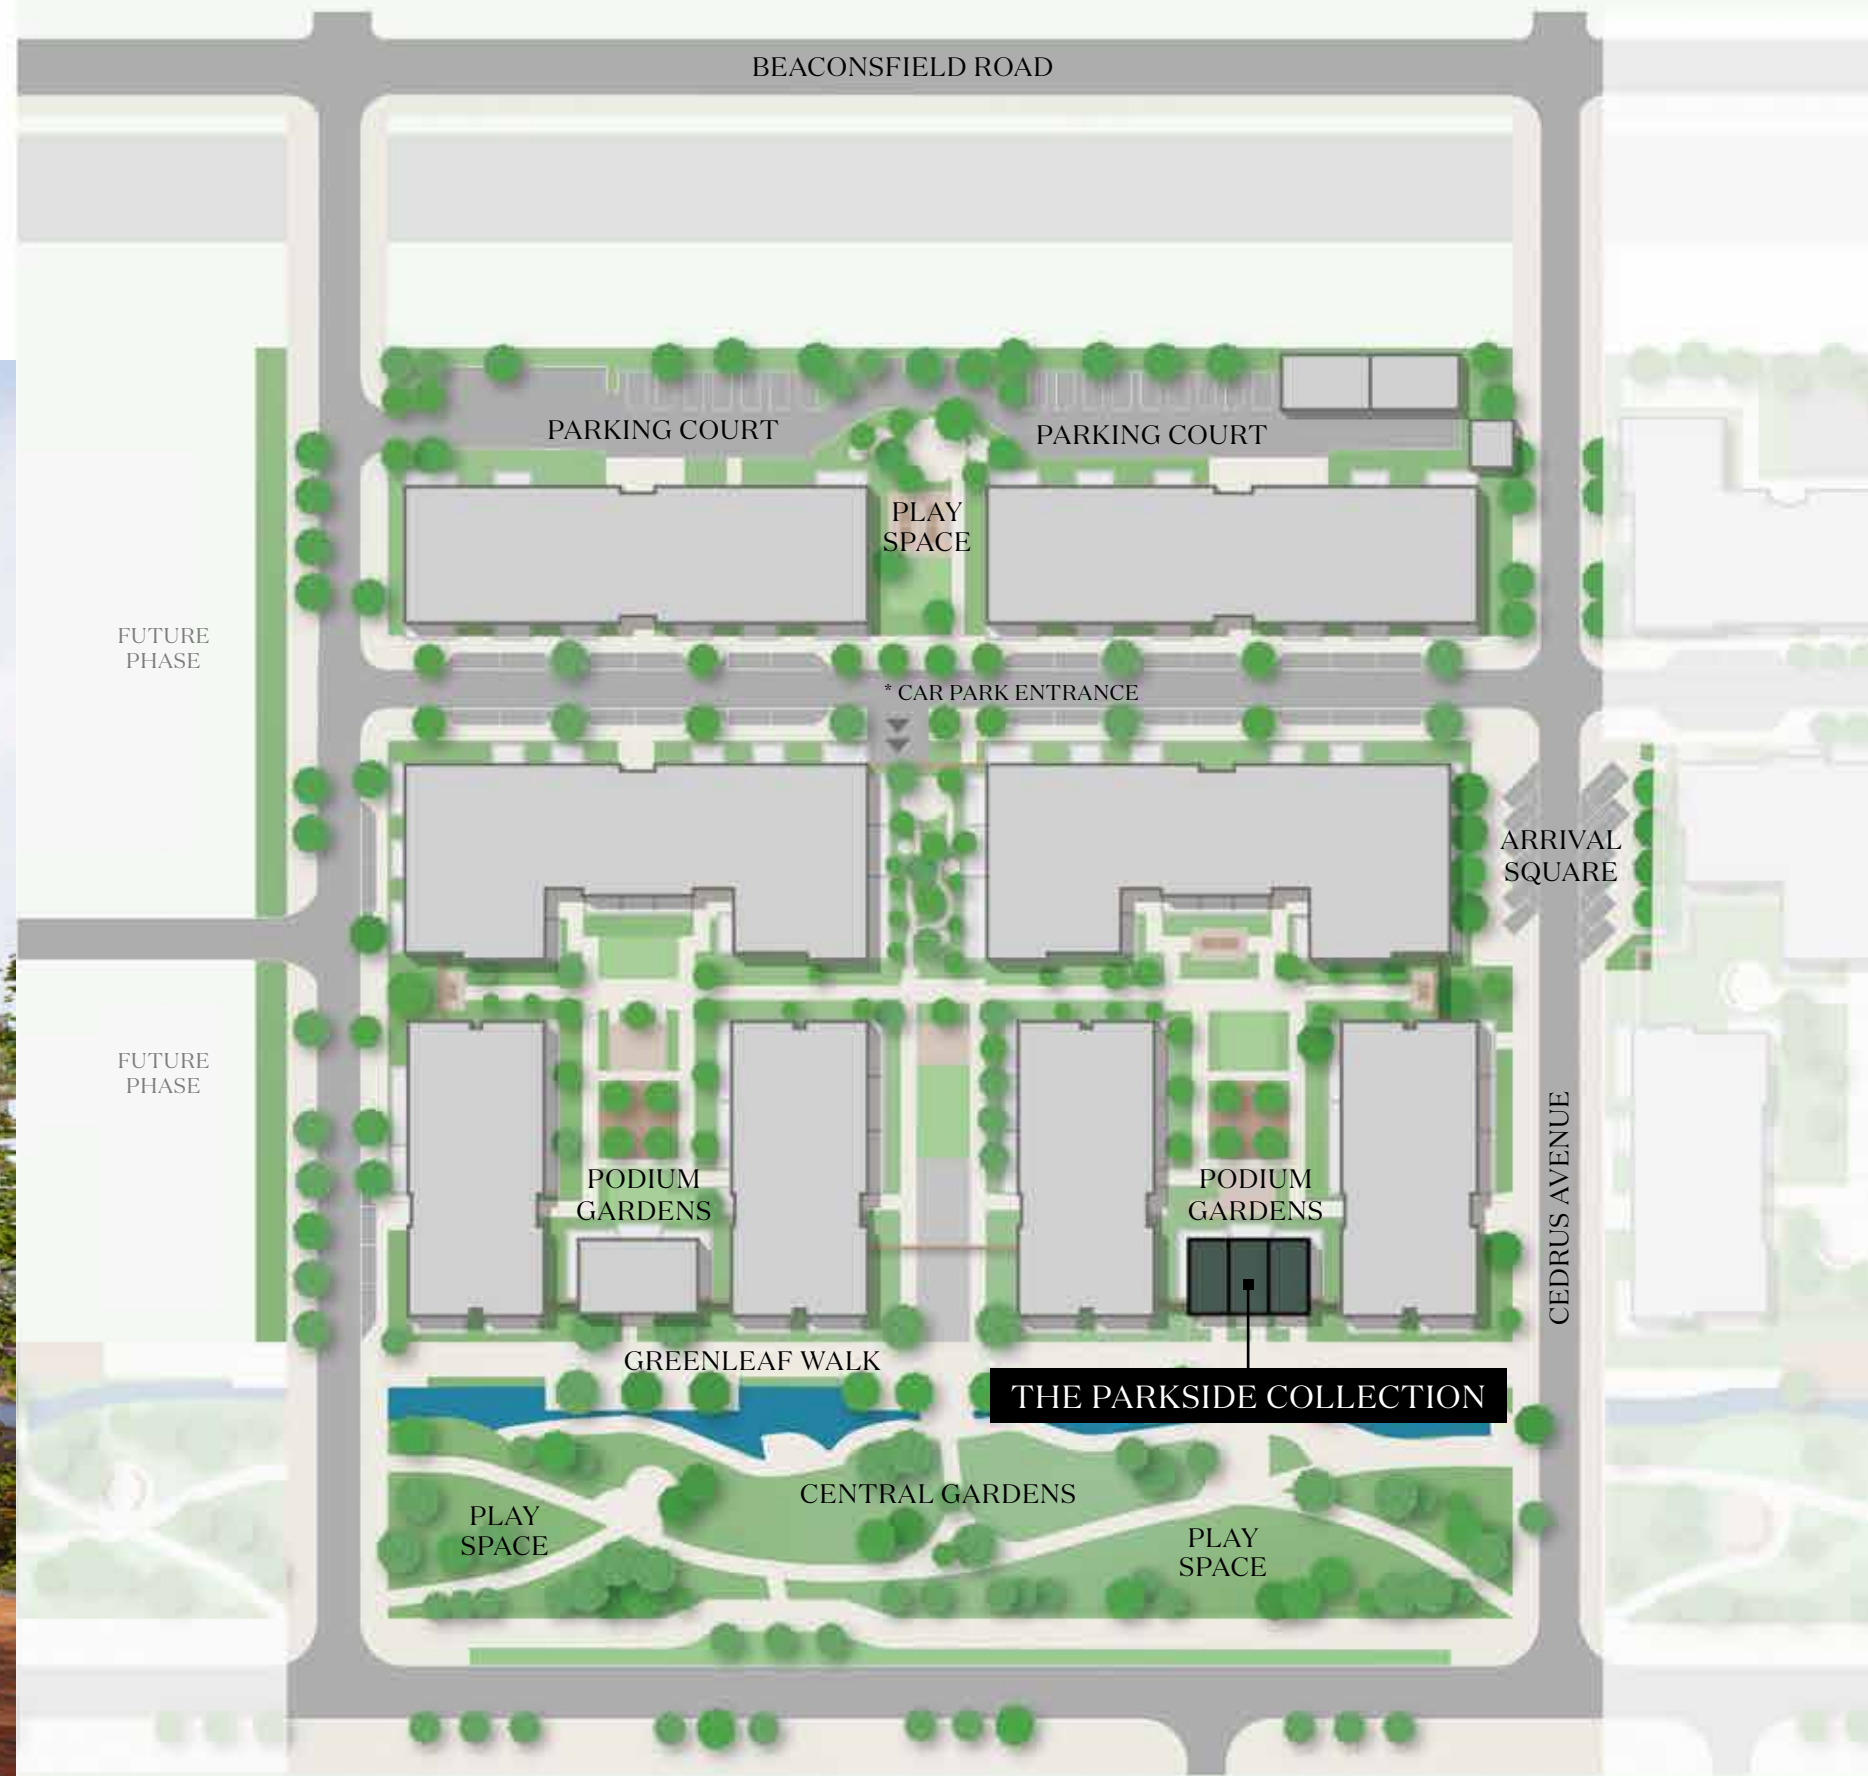 BEACONSFIELD ROAD
PARKING COURT
PARKING COURT
PLAY
SPACE
FUTURE
PHASE
* CAR PARK ENTRANCE
ARRIVAL
SQUARE
FUTURE
PHASE
PODIUM
GARDENS
PODIUM
GARDENS
CEDRUS AVENUE
GREENLEAF WALK
THE PARKSIDE COLLECTION
CENTRAL GARDENS
PLAY
SPACE
PLAY
SPACE